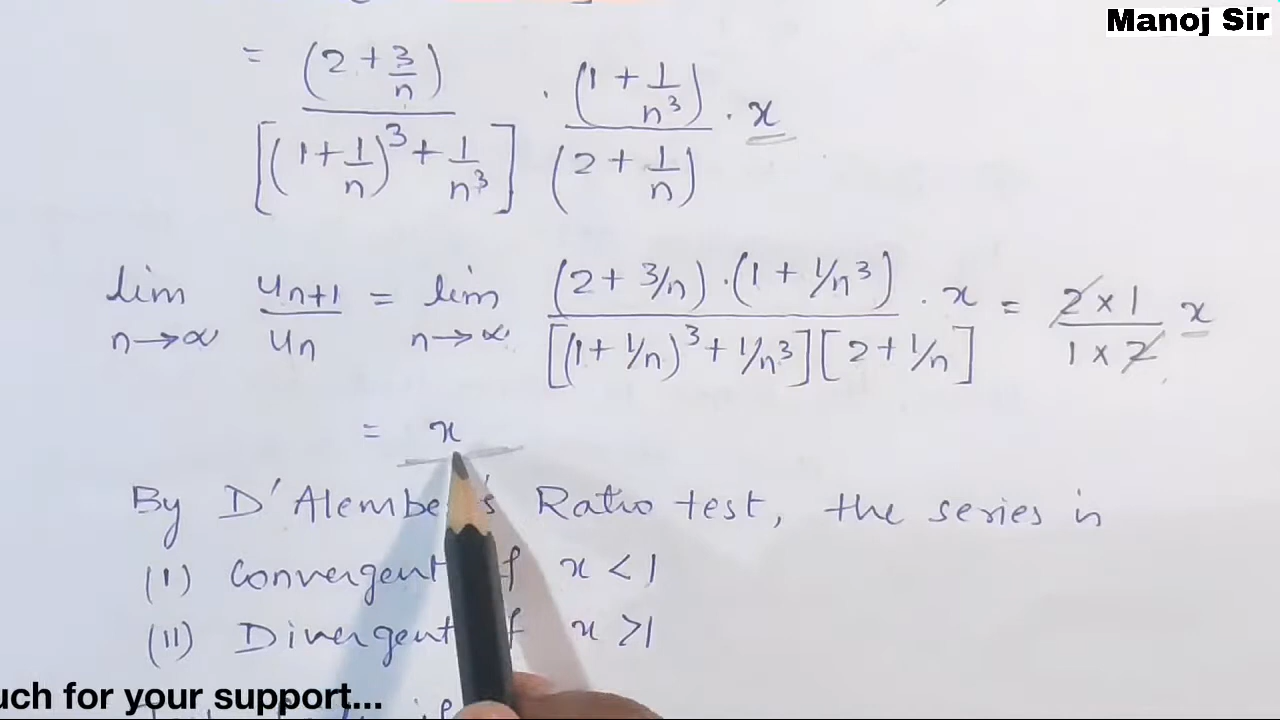 Manoj Sir
= (2 + 3/n) / [(1 + 1/n)^3 + 1/n^3] · (1 + 1/n^3) / (2 + 1/n) · x
lim n→∞ u_{n+1}/u_n = lim n→∞ (2 + 3/n) · (1 + 1/n^3) / [(1 + 1/n)^3 + 1/n^3][2 + 1/n] · x = 2 × 1 / 1 × 2 x
= x
By D'Alembe's Ratio test, the series is
(I) Convergent f x < 1
(II) Divergent f x > 1
uch for your support...